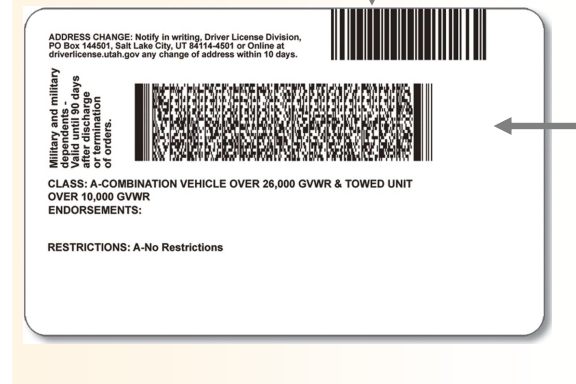 ADDRESS CHANGE: Notify in writing, Driver License Division,
PO Box 144501, Salt Lake City, UT 84114-4501 or Online at
driverlicense.utah.gov any change of address within 10 days.
Military and military
dependents -
Valid until 90 days
after discharge
or termination
of orders.
CLASS: A-COMBINATION VEHICLE OVER 26,000 GVWR & TOWED UNIT
OVER 10,000 GVWR
ENDORSEMENTS:
RESTRICTIONS: A-No Restrictions